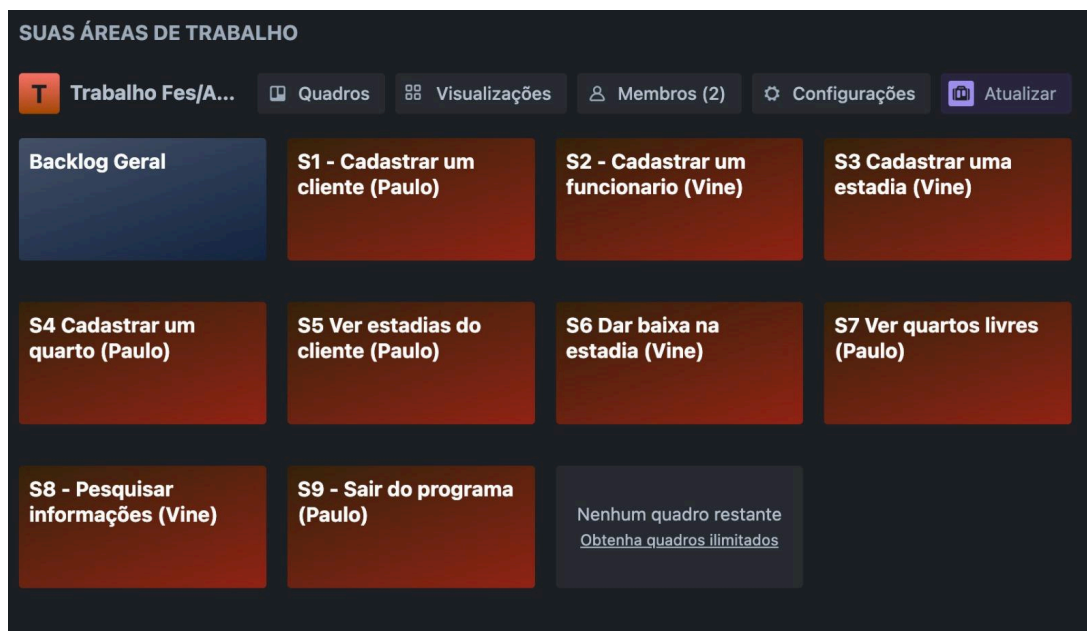 SUAS ÁREAS DE TRABALHO
T Trabalho Fes/A... Quadros Visualizações Membros (2) Configurações Atualizar
Backlog Geral
S1 - Cadastrar um
cliente (Paulo)
S2 - Cadastrar um
funcionario (Vine)
S3 Cadastrar uma
estadia (Vine)
S4 Cadastrar um
quarto (Paulo)
S5 Ver estadias do
cliente (Paulo)
S6 Dar baixa na
estadia (Vine)
S7 Ver quartos livres
(Paulo)
S8 - Pesquisar
informações (Vine)
S9 - Sair do programa
(Paulo)
Nenhum quadro restante
Obtenha quadros ilimitados